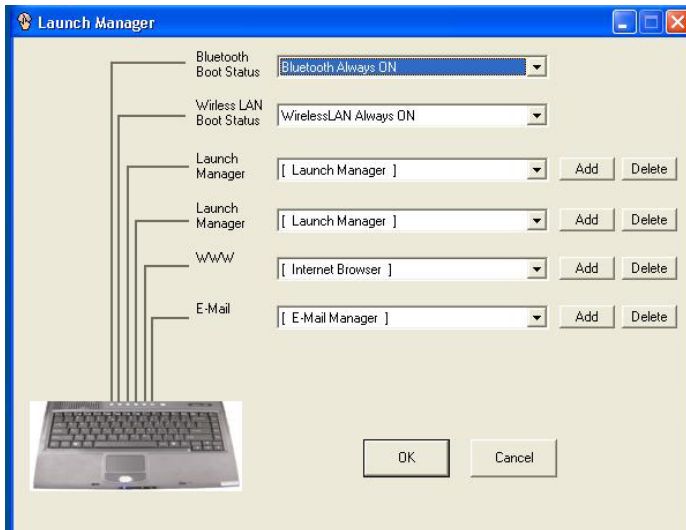 Launch Manager
Bluetooth
Boot Status
Bluetooth Always ON
Wirless LAN
Boot Status
WirelessLAN Always ON
Launch
Manager
[ Launch Manager ]
Add
Delete
Launch
Manager
[ Launch Manager ]
Add
Delete
WWW
[ Internet Browser ]
Add
Delete
E-Mail
[ E-Mail Manager ]
Add
Delete
OK
Cancel